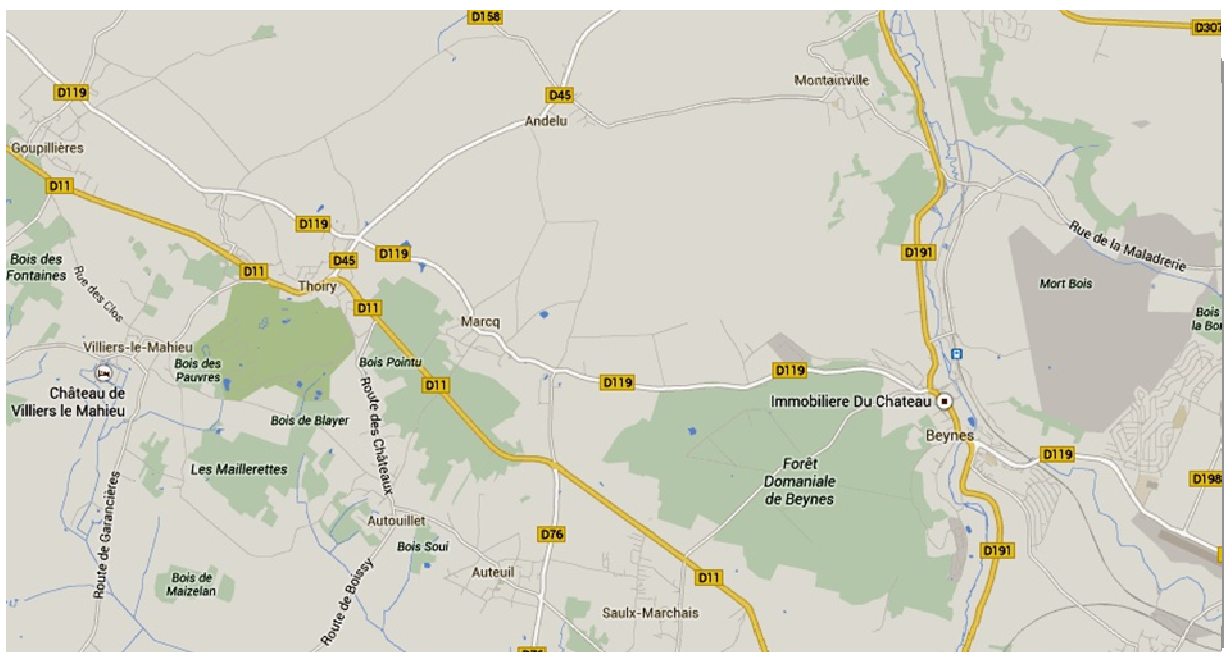 D158
D307
Montainville
D119
D45
Andelu
Goupillières
D11
D119
Rue de la Maladrerie
D45
D119
D191
Bois des
Fontaines
D11
Rue des Clos
Thoiry
Mort Bois
D11
Marcq
Bois
Villiers-le-Mahieu
Bois des
Pauvres
Bois Pointu
D119
D119
D11
Château de
Villiers le Mahieu
Immobiliere Du Chateau
Route des Châteaux
Bois de Blayer
Beynes
D119
Les Maillerettes
Forêt
Domaniale
de Beynes
D198
Route de Garancières
Autouillet
D76
Bois Soui
D191
Bois de
Maizelan
Route de Boissy
Auteuil
D11
Saulx-Marchais
D76